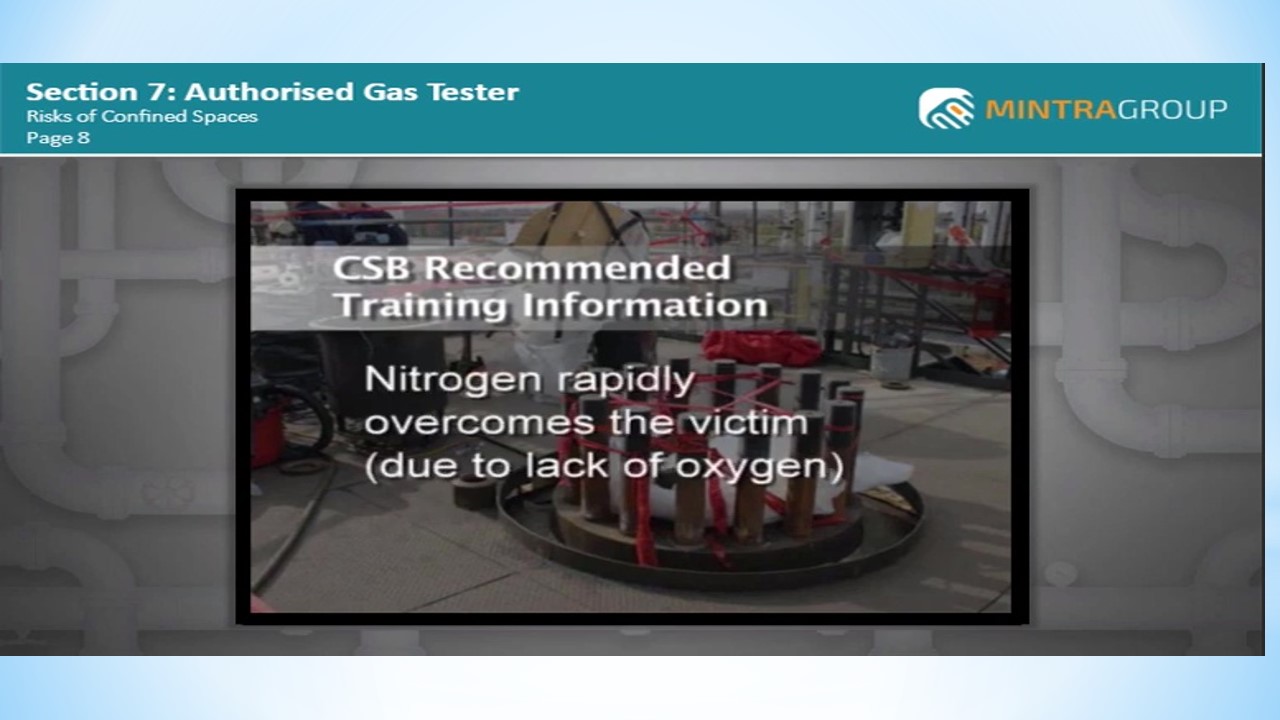 Section 7: Authorised Gas Tester
Risks of Confined Spaces
Page 8
MINTRAGROUP
CSB Recommended
Training Information
Nitrogen rapidly
overcomes the victim
(due to lack of oxygen)